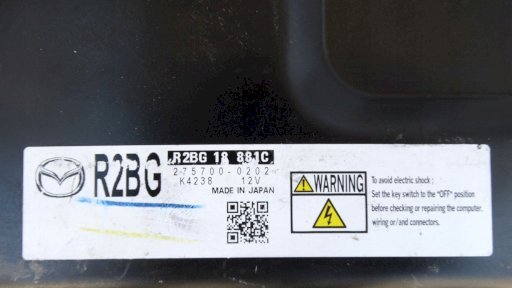 R2BG
R2BG 18 881C
275700-0202
K4238 12V
MADE IN JAPAN
WARNING
To avoid electric shock :
Set the key switch to the "OFF" position
before checking or repairing the computer,
wiring or/and connectors.